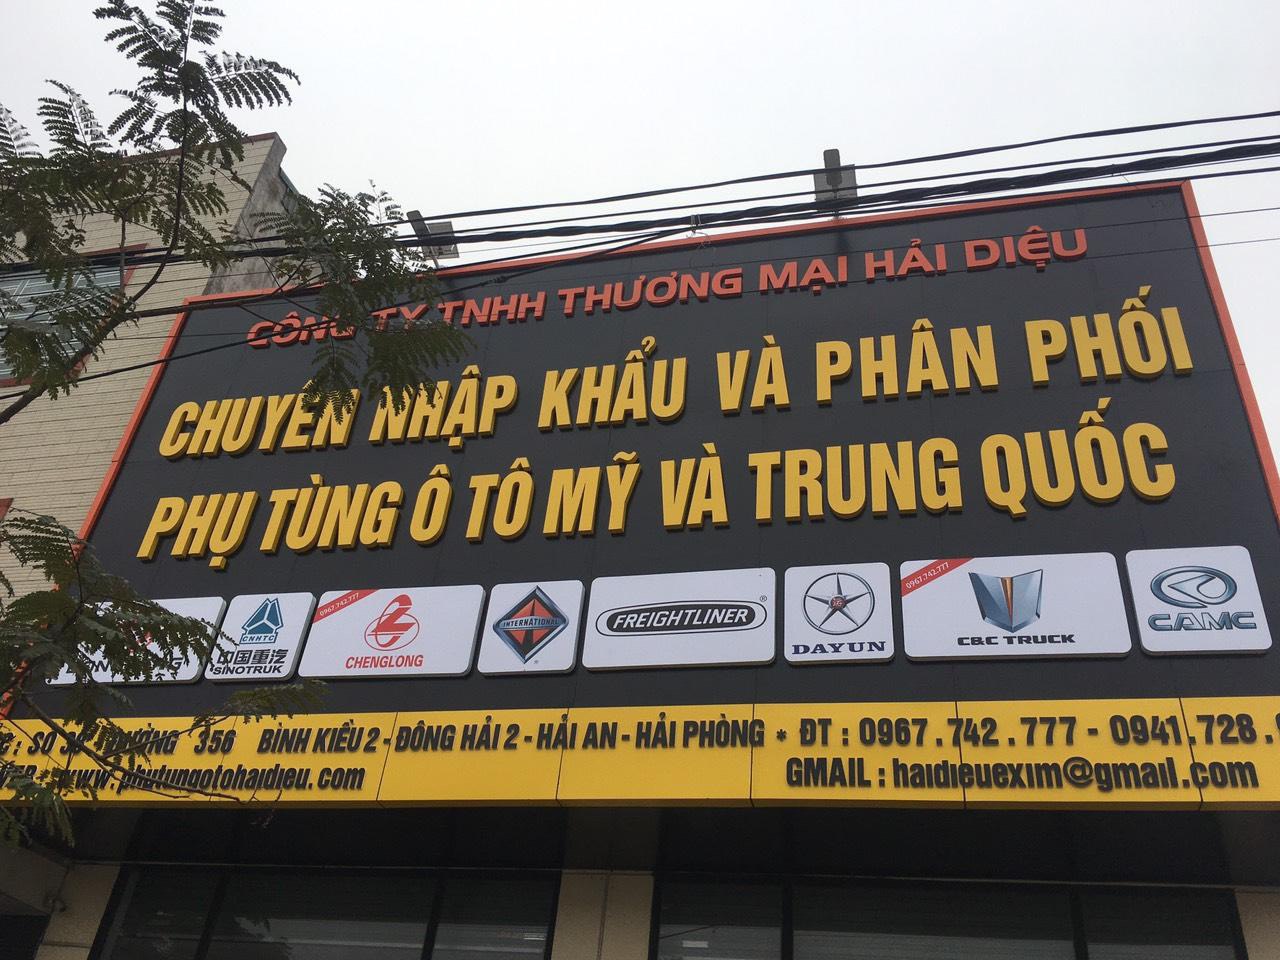 CÔNG TY TNHH THƯƠNG MẠI HẢI DIỆU
CHUYÊN NHẬP KHẨU VÀ PHÂN PHỐI
PHỤ TÙNG Ô TÔ MỸ VÀ TRUNG QUỐC
CNHTC
中国重汽
SINOTRUK
0967.742.777
CHENGLONG
INTERNATIONAL
®
FREIGHTLINER ®
DAYUN
0967.742.777
C&C TRUCK
CAMC
356 BÌNH KIỀU 2 - ĐÔNG HẢI 2 - HẢI AN - HẢI PHÒNG * ĐT : 0967.742.777 - 0941.728.
www.phutungotohaidieu.com
GMAIL : haidieuexim@gmail.com